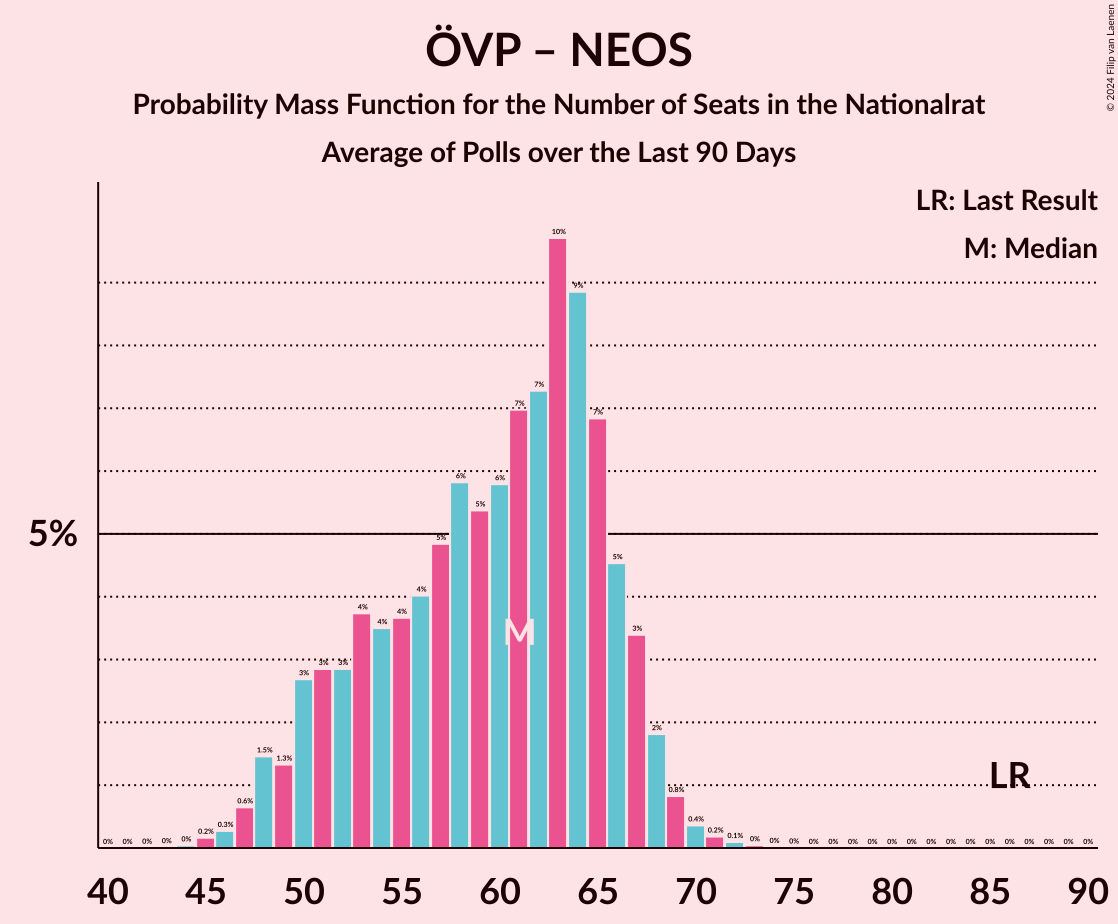 ÖVP – NEOS
Probability Mass Function for the Number of Seats in the Nationalrat
Average of Polls over the Last 90 Days
© 2024 Filip van Laenen
LR: Last Result
M: Median
5%
0% 0% 0% 0% 0% 0.2% 0.3% 0.6% 1.5% 1.3% 3% 3% 3% 4% 4% 4% 4% 5% 6% 5% 6% 7% 7% 10% 9% 7% 5% 3% 2% 0.8% 0.4% 0.2% 0.1% 0% 0% 0% 0% 0% 0% 0% 0% 0% 0% 0% 0% 0% 0% 0% 0% 0% 0%
M
LR
40 45 50 55 60 65 70 75 80 85 90